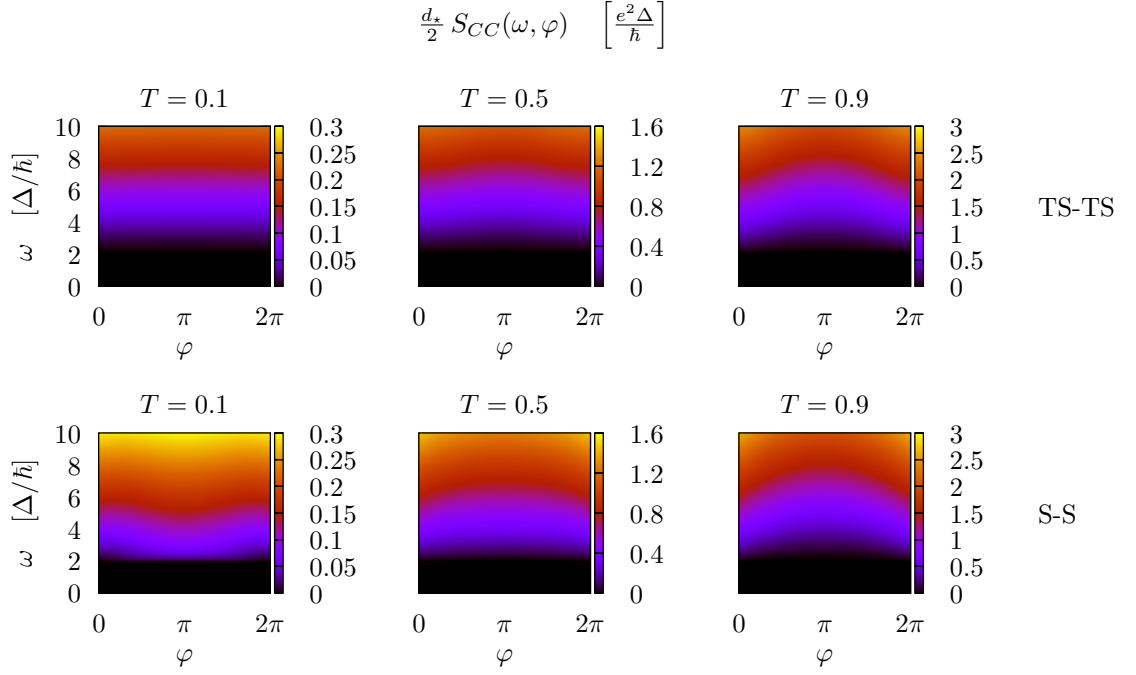 d⋆/2 S_CC(ω, φ) [e²Δ/ħ]
T = 0.1 T = 0.5 T = 0.9
10 0.3 1.6 3
8 0.25 1.2 2.5
6 0.2 0.8 2
4 0.15 0.4 1.5
2 0.1 0 1
0 0.05 0.5
0 0
ω [Δ/ħ]
TS-TS
0 π 2π 0 π 2π 0 π 2π
φ φ φ
T = 0.1 T = 0.5 T = 0.9
10 0.3 1.6 3
8 0.25 1.2 2.5
6 0.2 0.8 2
4 0.15 0.4 1.5
2 0.1 0 1
0 0.05 0.5
0 0
ω [Δ/ħ]
S-S
0 π 2π 0 π 2π 0 π 2π
φ φ φ